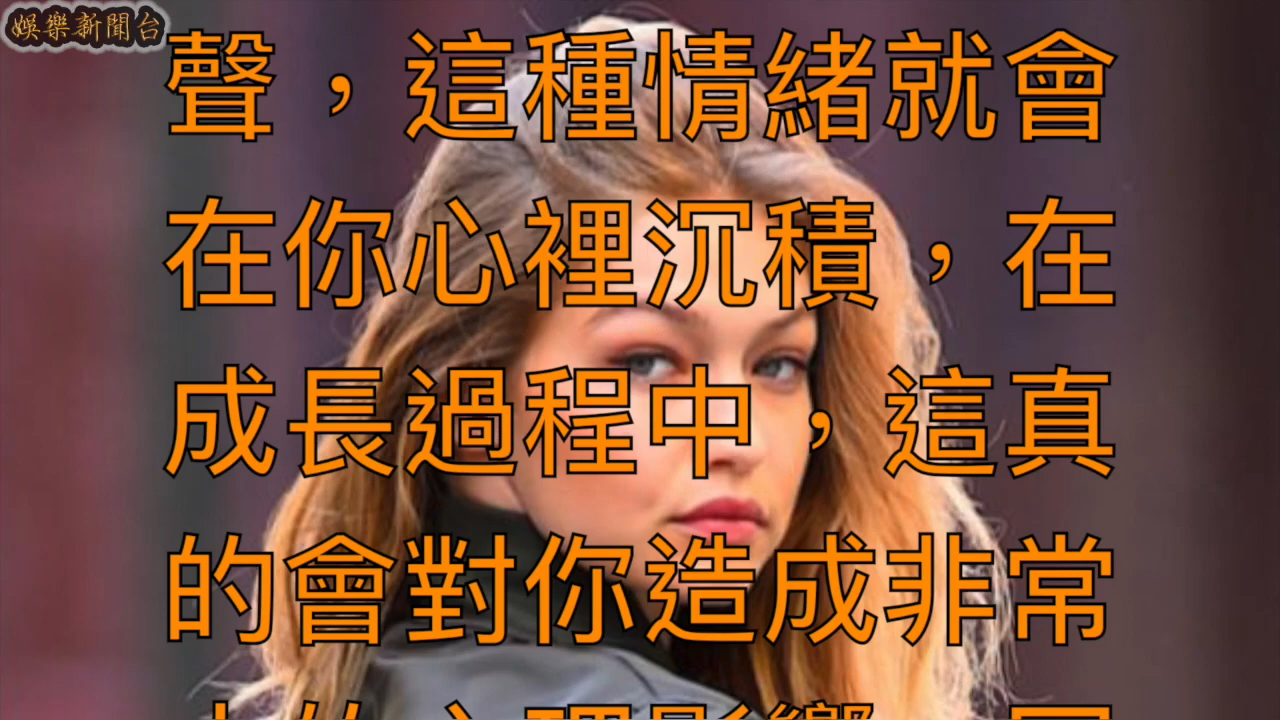 娛樂新聞台
聲，這種情緒就會
在你心裡沉積，在
成長過程中，這真
的會對你造成非常